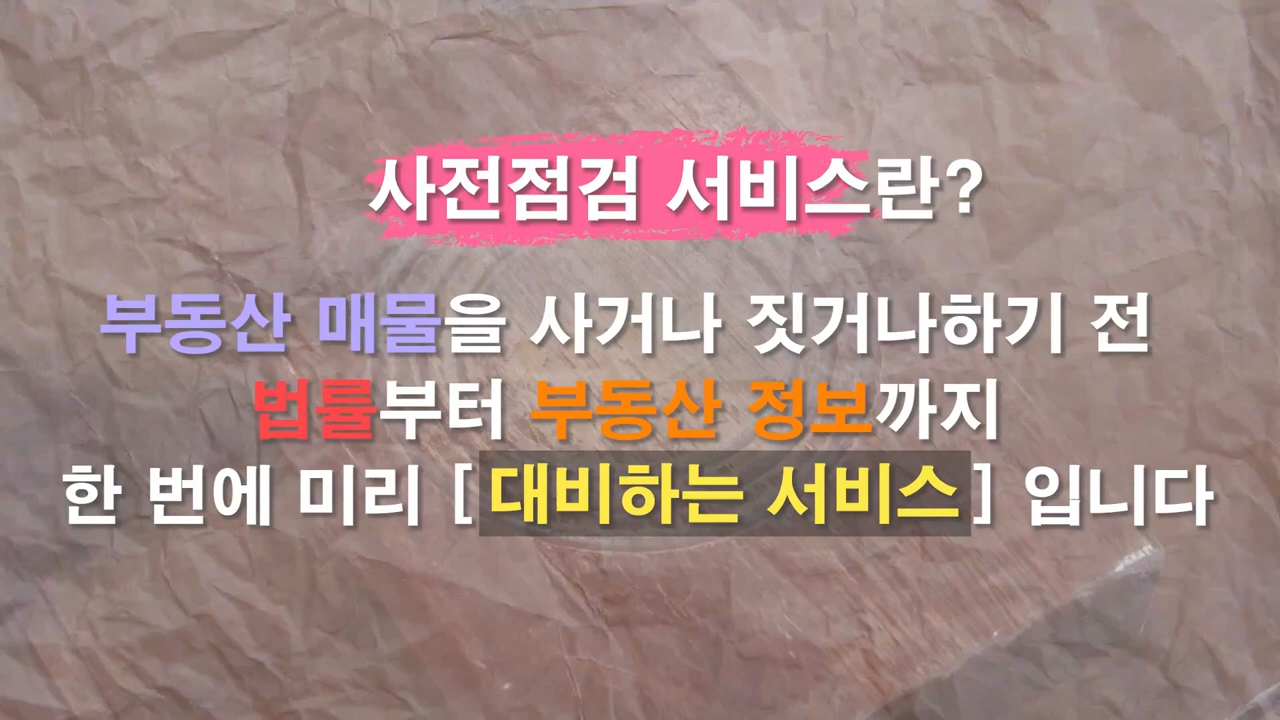 사전점검 서비스란?
부동산 매물을 사거나 짓거나하기 전
법률부터 부동산 정보까지
한 번에 미리 [ 대비하는 서비스 ] 입니다